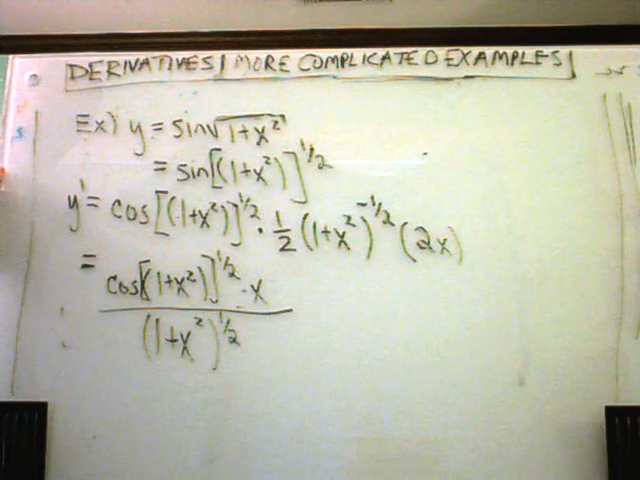 DERIVATIVES | MORE COMPLICATED EXAMPLES |
Ex) y = sin√(1+x²)
= sin[(1+x²)]^1/2
y' = cos[(1+x²)]^1/2 · 1/2 (1+x²)^-1/2 (2x)
= cos[(1+x²)]^1/2 · x
(1+x²)^1/2